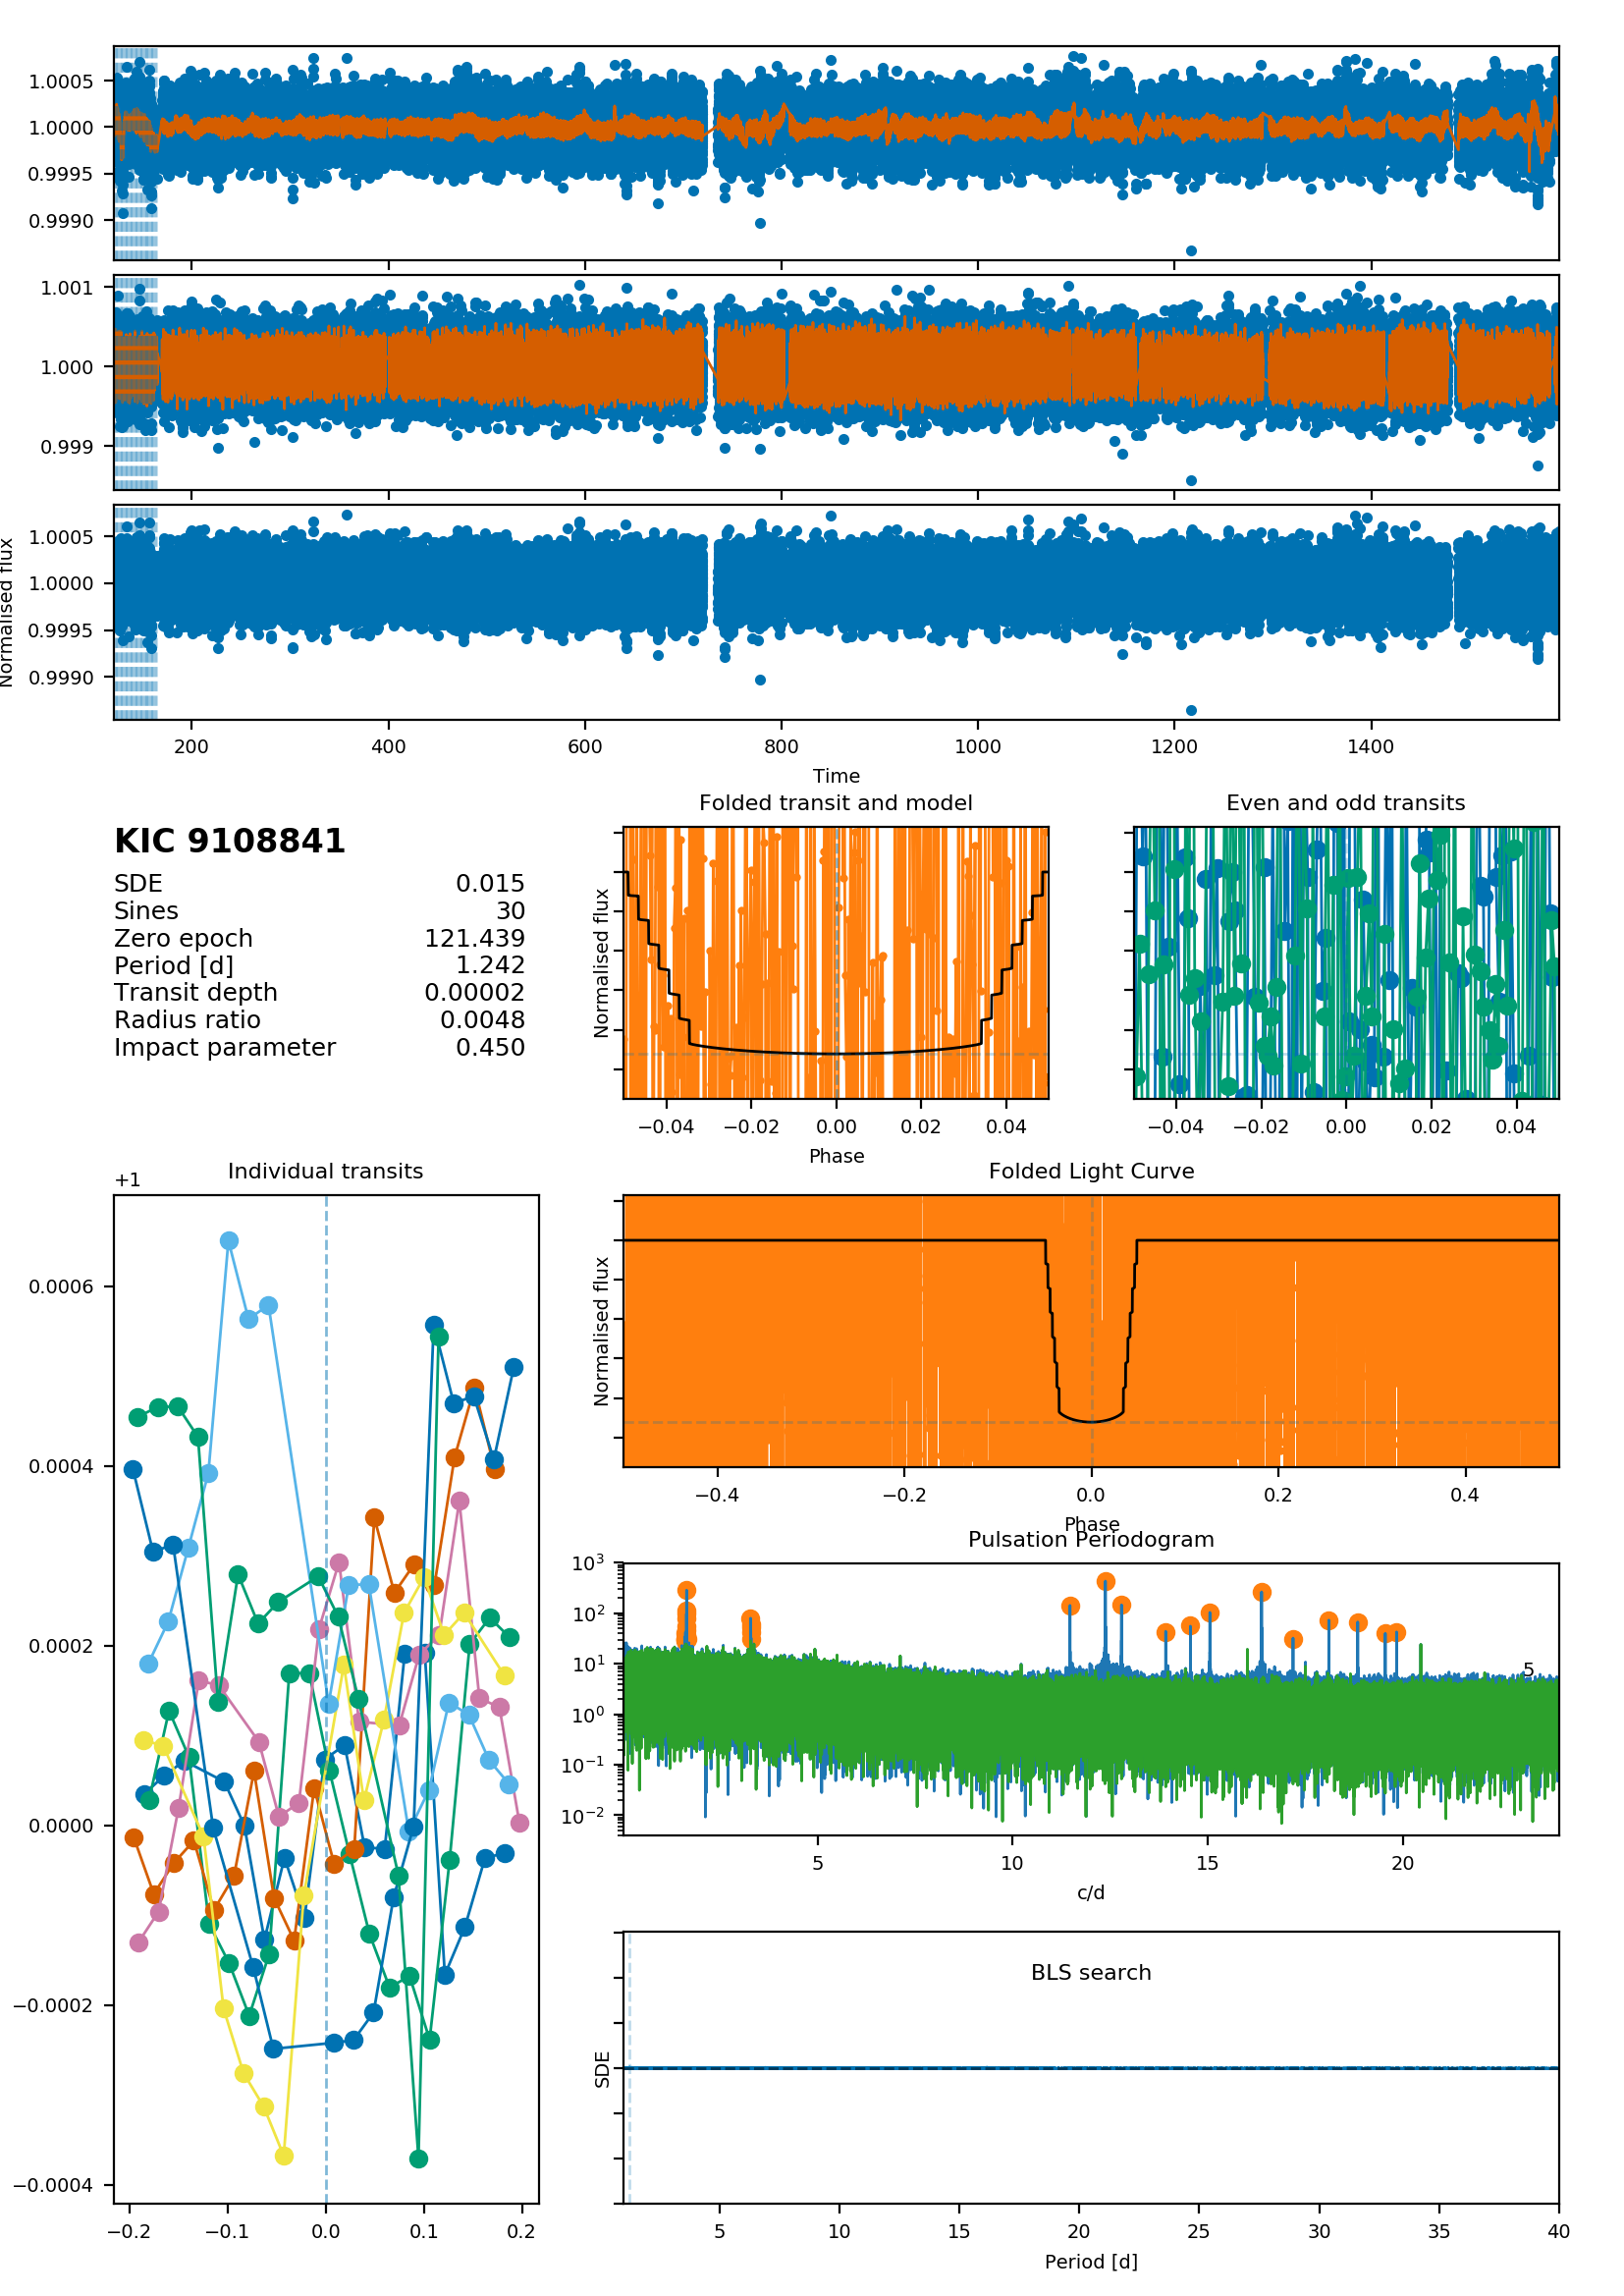 1.0005
1.0000
0.9995
0.9990
1.001
1.000
0.999
1.0005
1.0000
0.9995
0.9990
Normalised flux
200 400 600 800 1000 1200 1400
Time
KIC 9108841
SDE 0.015
Sines 30
Zero epoch 121.439
Period [d] 1.242
Transit depth 0.00002
Radius ratio 0.0048
Impact parameter 0.450
Folded transit and model
Normalised flux
−0.04 −0.02 0.00 0.02 0.04
Phase
Even and odd transits
−0.04 −0.02 0.00 0.02 0.04
Individual transits
+1
0.0006
0.0004
0.0002
0.0000
−0.0002
−0.0004
−0.2 −0.1 0.0 0.1 0.2
Folded Light Curve
Normalised flux
−0.4 −0.2 0.0 0.2 0.4
Phase
Pulsation Periodogram
10³
10²
10¹
10⁰
10⁻¹
10⁻²
5
5 10 15 20
c/d
BLS search
SDE
5 10 15 20 25 30 35 40
Period [d]